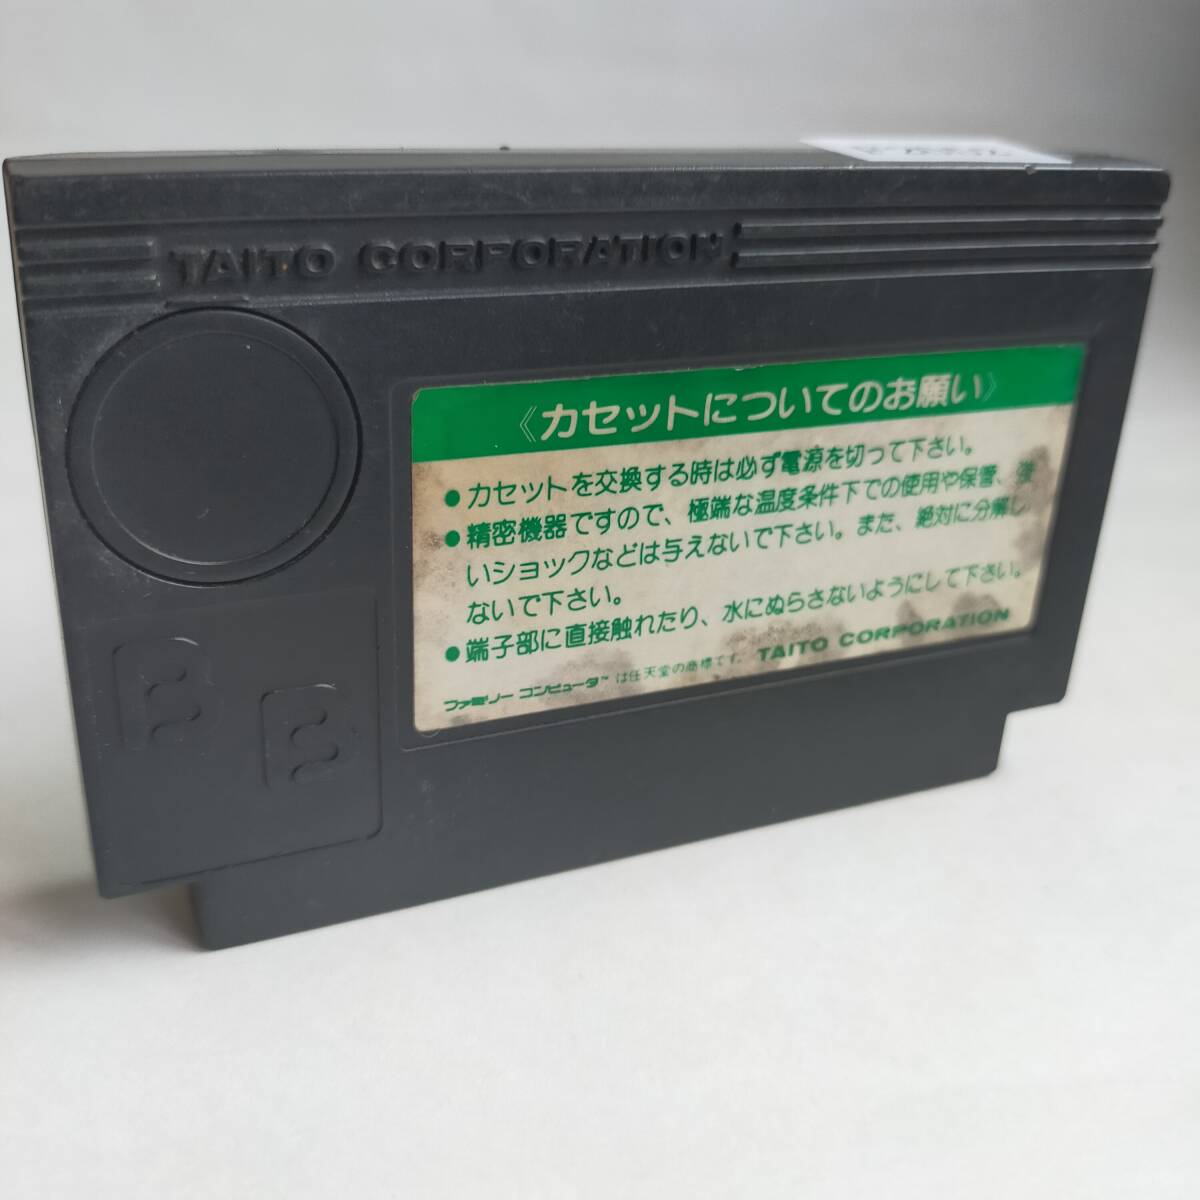 TAITO CORPORATION
《カセットについてのお願い》
●カセットを交換する時は必ず電源を切って下さい。
●精密機器ですので、極端な温度条件下での使用や保管、強
いショックなどは与えないで下さい。また、絶対に分解し
ないで下さい。
●端子部に直接触れたり、水にぬらさないようにして下さい。
ファミリー コンピュータ™ は任天堂の商標です。 TAITO CORPORATION